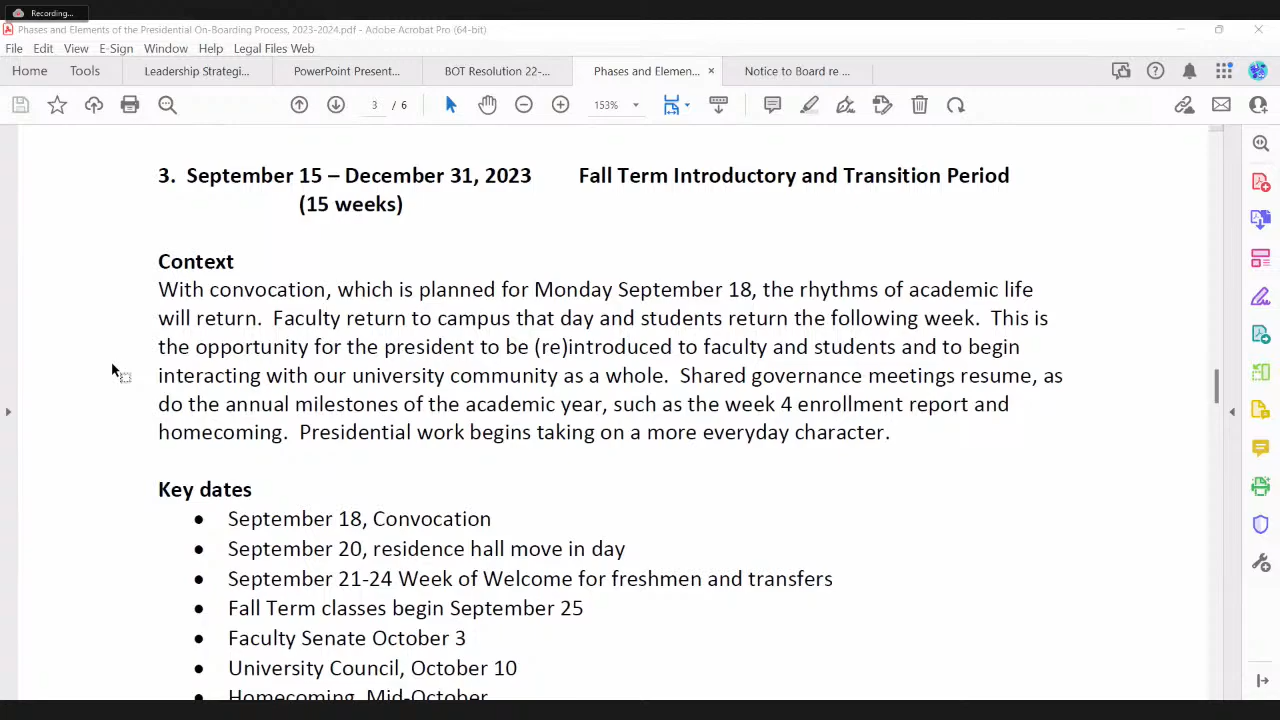 Recording...
Phases and Elements of the Presidential On-Boarding Process, 2023-2024.pdf - Adobe Acrobat Pro (64-bit)
File Edit View E-Sign Window Help Legal Files Web
Home Tools Leadership Strategi... PowerPoint Present... BOT Resolution 22-... Phases and Elemen... × Notice to Board re ...
3 / 6 153%
3. September 15 – December 31, 2023 Fall Term Introductory and Transition Period
(15 weeks)
Context
With convocation, which is planned for Monday September 18, the rhythms of academic life
will return. Faculty return to campus that day and students return the following week. This is
the opportunity for the president to be (re)introduced to faculty and students and to begin
interacting with our university community as a whole. Shared governance meetings resume, as
do the annual milestones of the academic year, such as the week 4 enrollment report and
homecoming. Presidential work begins taking on a more everyday character.
Key dates
• September 18, Convocation
• September 20, residence hall move in day
• September 21-24 Week of Welcome for freshmen and transfers
• Fall Term classes begin September 25
• Faculty Senate October 3
• University Council, October 10
• Homecoming, Mid-October